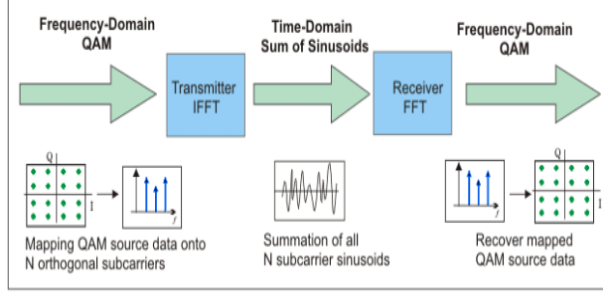 Frequency-Domain
QAM
Time-Domain
Sum of Sinusoids
Frequency-Domain
QAM
Transmitter
IFFT
Receiver
FFT
Q
I
f
Mapping QAM source data onto
N orthogonal subcarriers
Summation of all
N subcarrier sinusoids
f
Q
I
Recover mapped
QAM source data